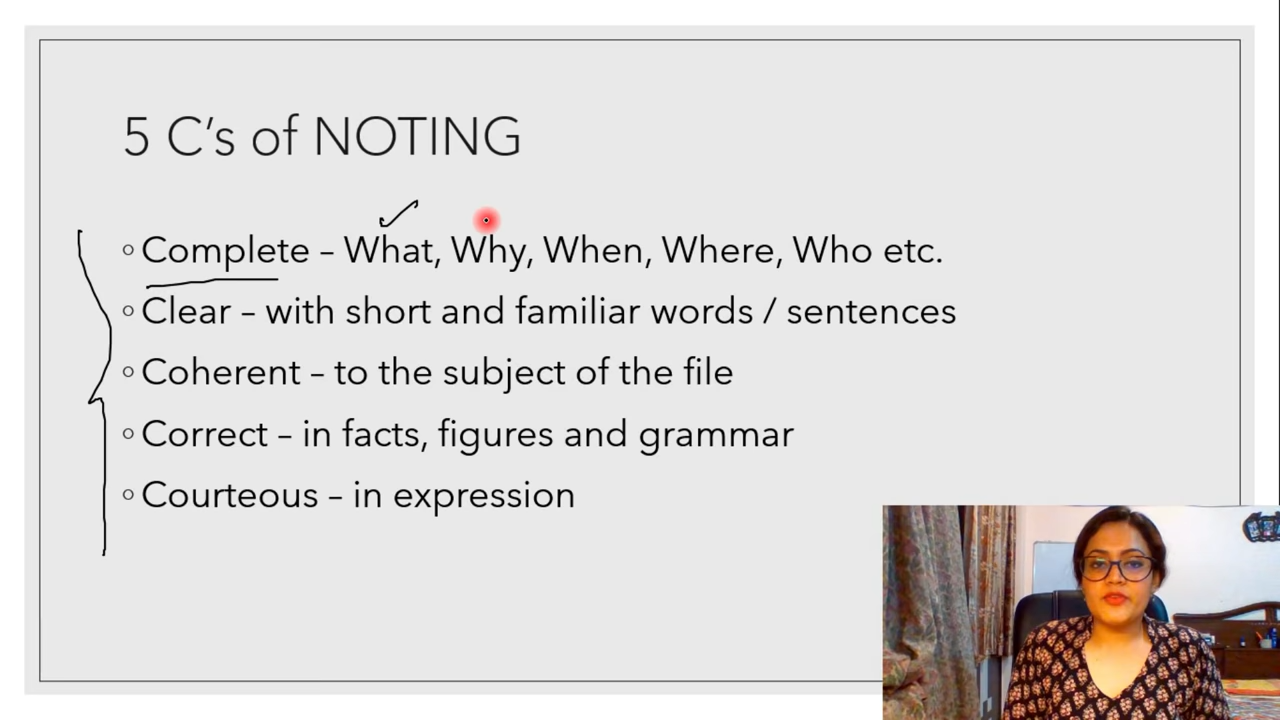 5 C’s of NOTING
◦ Complete – What, Why, When, Where, Who etc.
◦ Clear – with short and familiar words / sentences
◦ Coherent – to the subject of the file
◦ Correct – in facts, figures and grammar
◦ Courteous – in expression